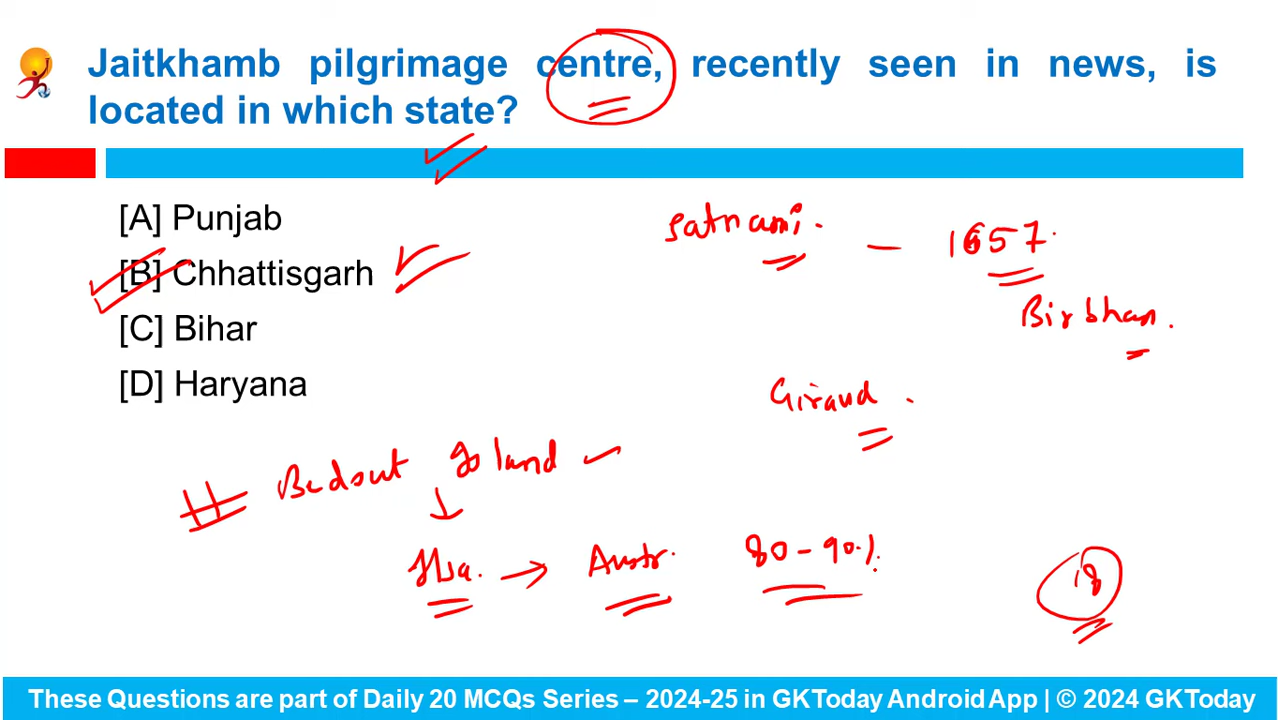 Jaitkhamb pilgrimage centre, recently seen in news, is
located in which state?
[A] Punjab
[B] Chhattisgarh
[C] Bihar
[D] Haryana
Satnami. – 1657
Birbhan.
Giraud.
Bedout Island
→ Austr. 80-90%.
18
These Questions are part of Daily 20 MCQs Series – 2024-25 in GKToday Android App | © 2024 GKToday